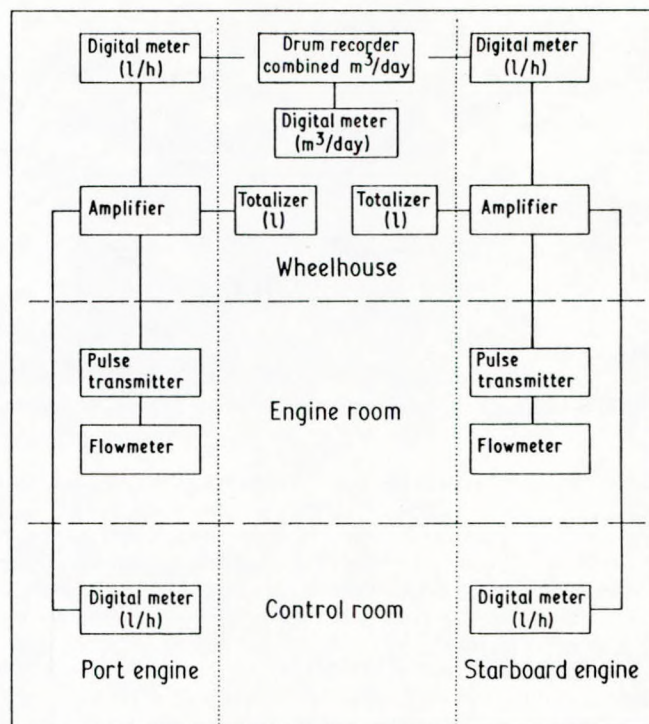 Digital meter
(l/h)
Drum recorder
combined m³/day
Digital meter
(l/h)
Digital meter
(m³/day)
Amplifier
Totalizer
(l)
Totalizer
(l)
Amplifier
Wheelhouse
Pulse
transmitter
Engine room
Pulse
transmitter
Flowmeter
Flowmeter
Digital meter
(l/h)
Control room
Digital meter
(l/h)
Port engine
Starboard engine